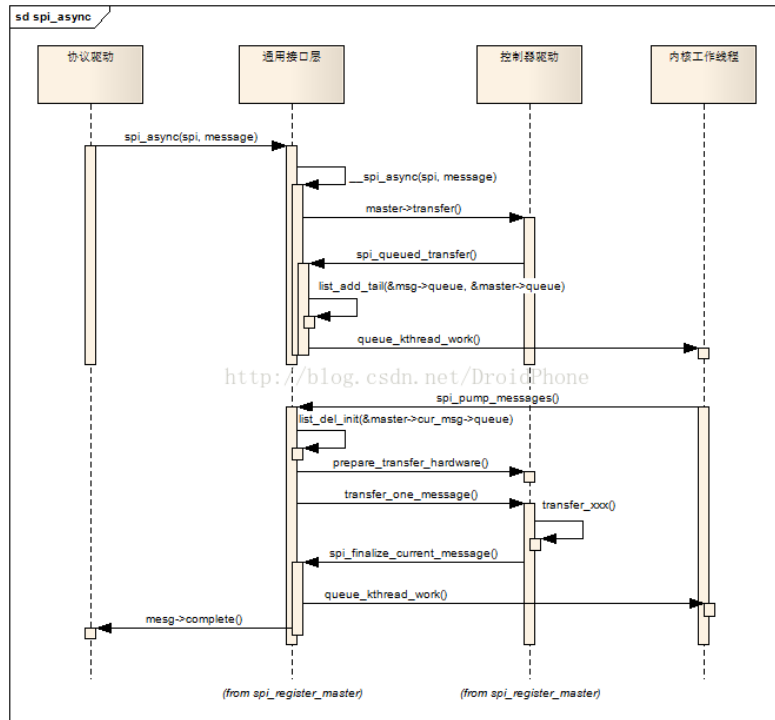 sd spi_async
协议驱动
通用接口层
控制器驱动
内核工作线程
spi_async(spi, message)
__spi_async(spi, message)
master->transfer()
spi_queued_transfer()
list_add_tail(&msg->queue, &master->queue)
queue_kthread_work()
http://blog.csdn.net/DroidPhone
spi_pump_messages()
list_del_init(&master->cur_msg->queue)
prepare_transfer_hardware()
transfer_one_message()
transfer_xxx()
spi_finalize_current_message()
queue_kthread_work()
mesg->complete()
(from spi_register_master)
(from spi_register_master)